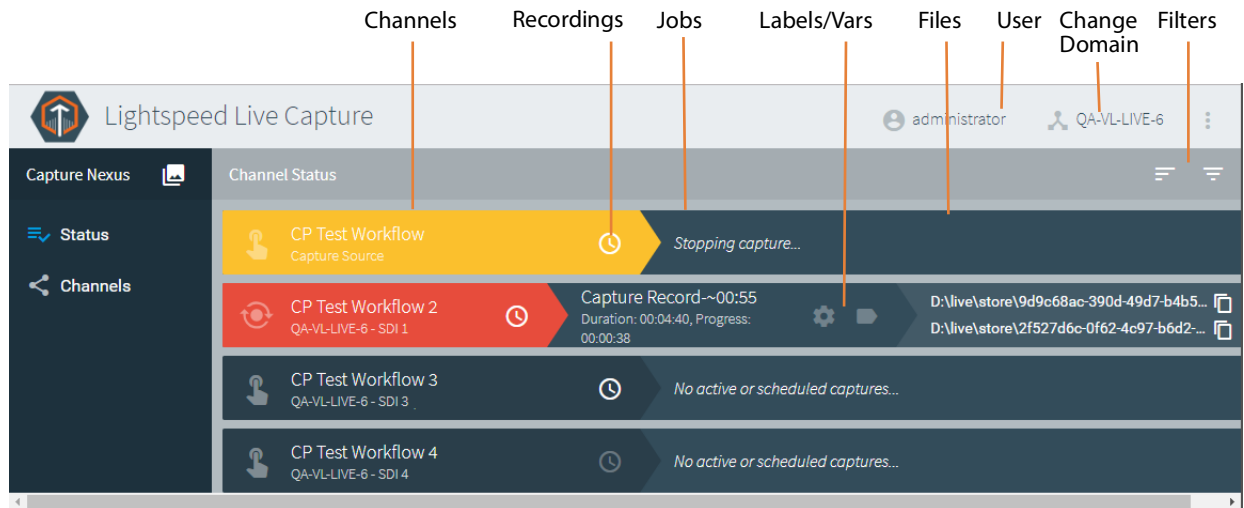 Channels Recordings Jobs Labels/Vars Files User Change Filters
Domain
Lightspeed Live Capture administrator QA-VL-LIVE-6
Capture Nexus Channel Status
Status
Channels
CP Test Workflow
Capture Source
Stopping capture...
CP Test Workflow 2
QA-VL-LIVE-6 - SDI 1
Capture Record-~00:55
Duration: 00:04:40, Progress:
00:00:38
D:\live\store\9d9c68ac-390d-49d7-b4b5...
D:\live\store\2f527d6c-0f62-4c97-b6d2-...
CP Test Workflow 3
QA-VL-LIVE-6 - SDI 3
No active or scheduled captures...
CP Test Workflow 4
QA-VL-LIVE-6 - SDI 4
No active or scheduled captures...